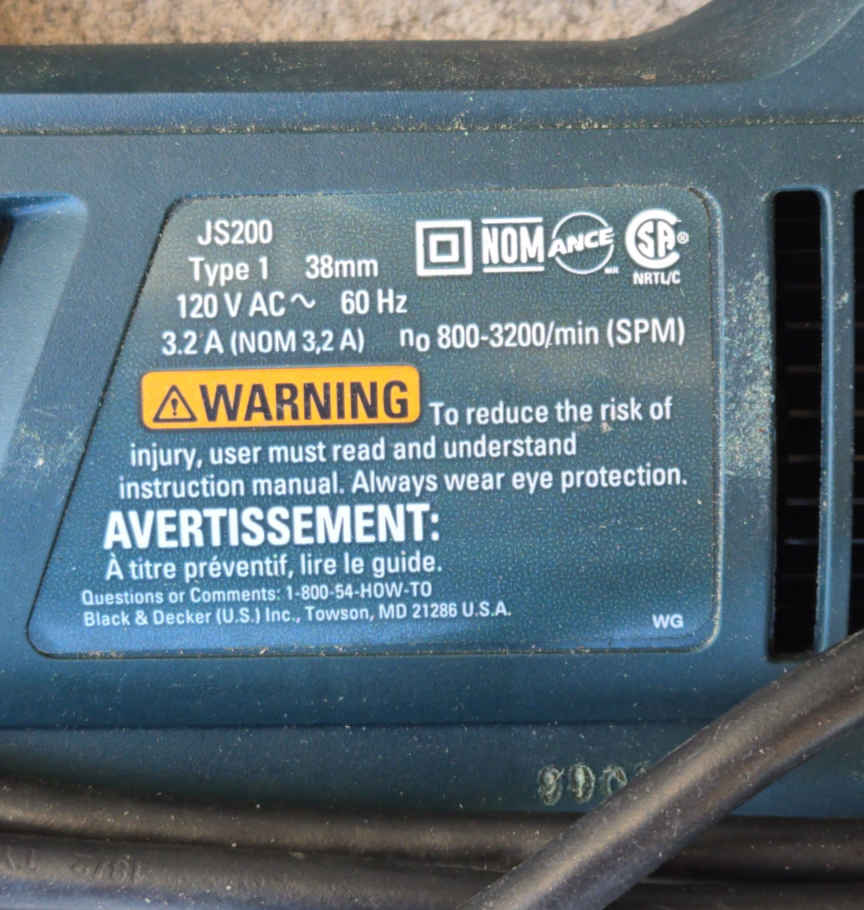 JS200
NOM ANCE SA®
NRTL/C
Type 1 38mm
120 V AC ~ 60 Hz
3.2 A (NOM 3,2 A) no 800-3200/min (SPM)
WARNING To reduce the risk of
injury, user must read and understand
instruction manual. Always wear eye protection.
AVERTISSEMENT:
À titre préventif, lire le guide.
Questions or Comments: 1-800-54-HOW-TO
Black & Decker (U.S.) Inc., Towson, MD 21286 U.S.A.
WG